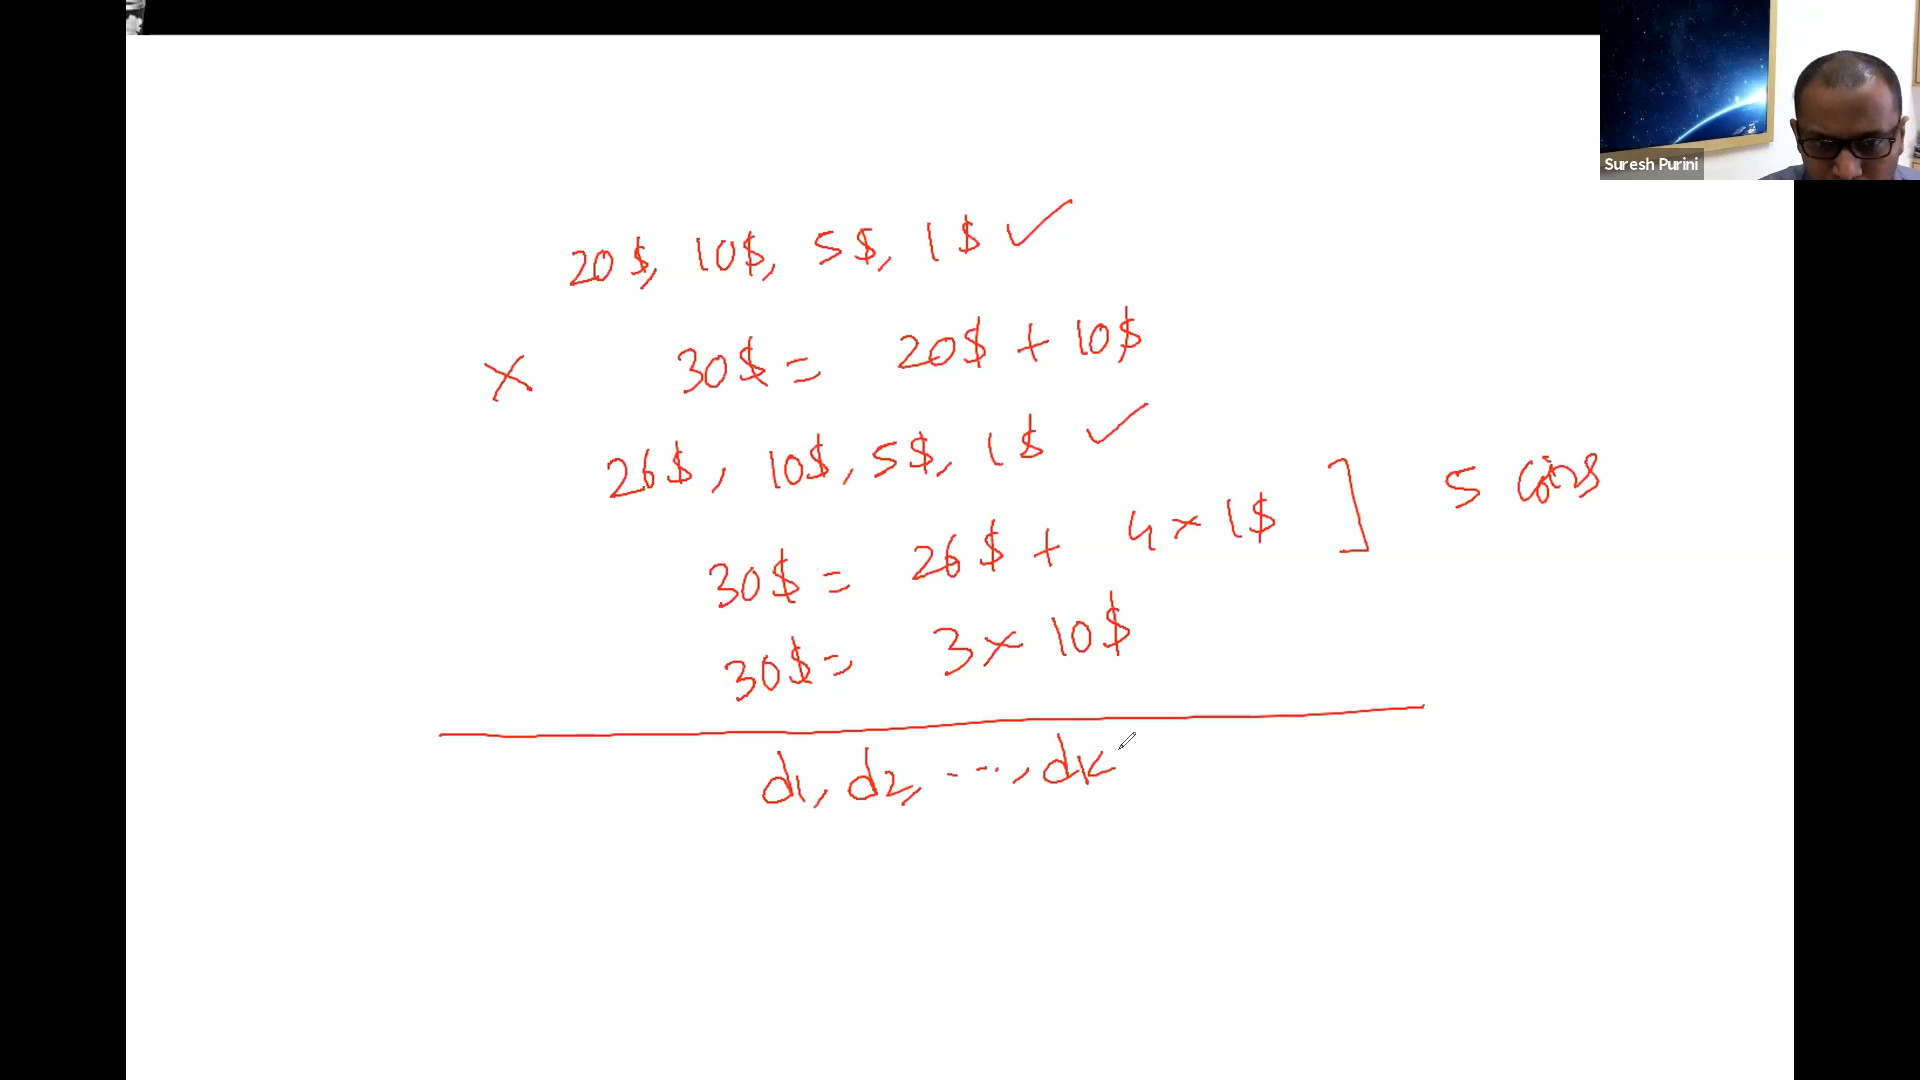 Suresh Purini
20$, 10$, 5$, 1$ ✓
× 30$ = 20$ + 10$
26$, 10$, 5$, 1$ ✓
30$ = 26$ + 4 × 1$ ] 5 coins
30$ = 3 × 10$
d1, d2, ..., dk